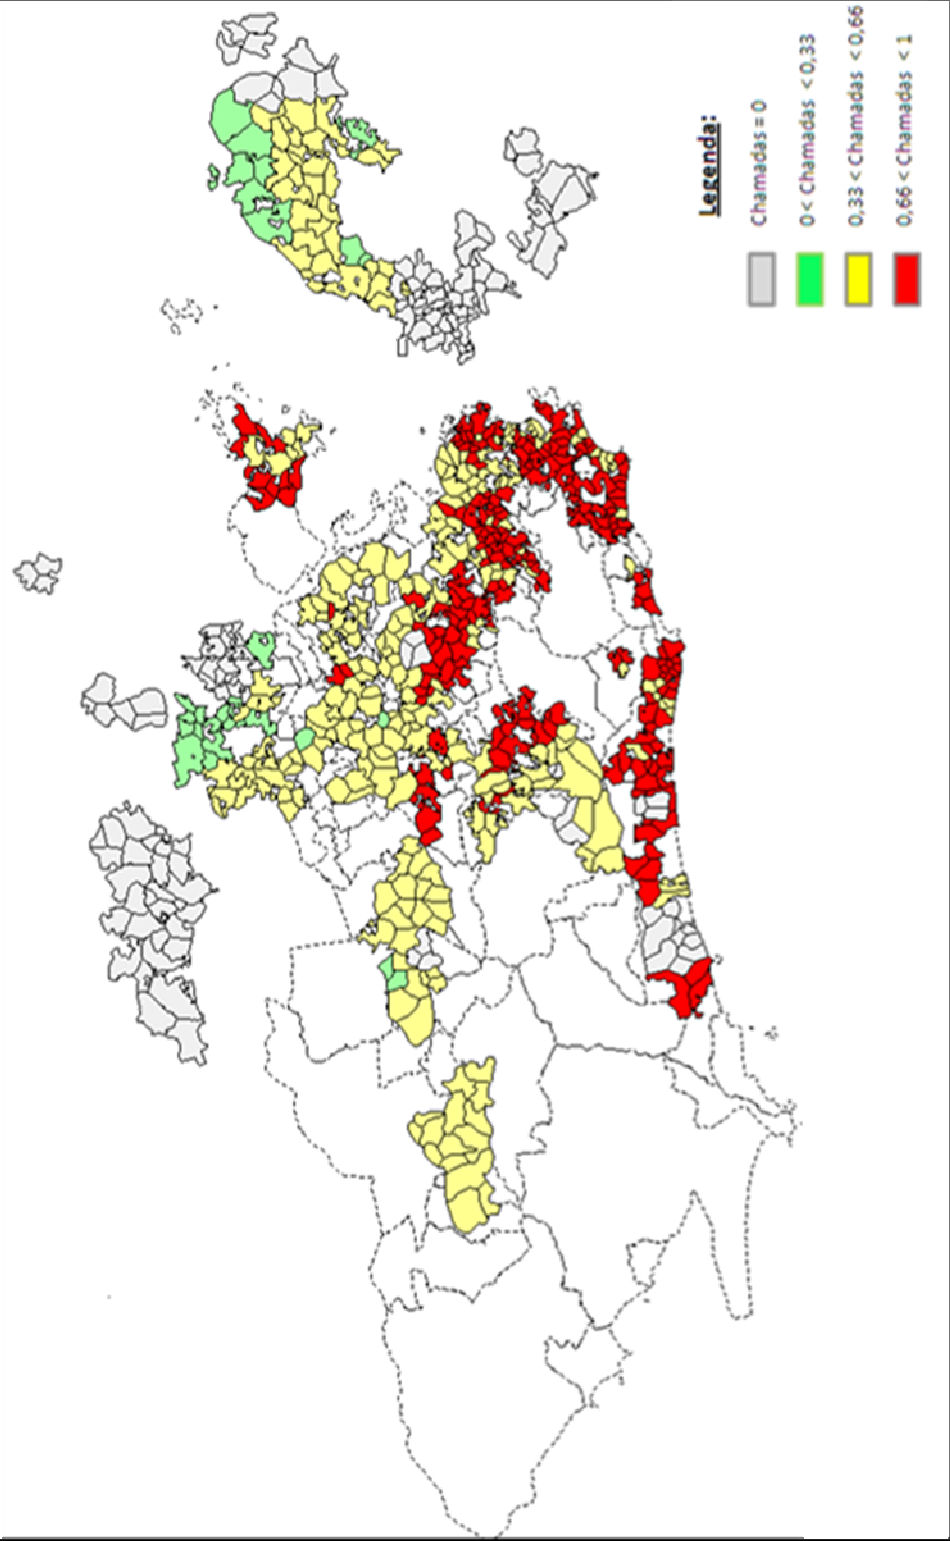 Legenda:
Chamadas = 0
0 < Chamadas < 0,33
0,33 < Chamadas < 0,66
0,66 < Chamadas < 1